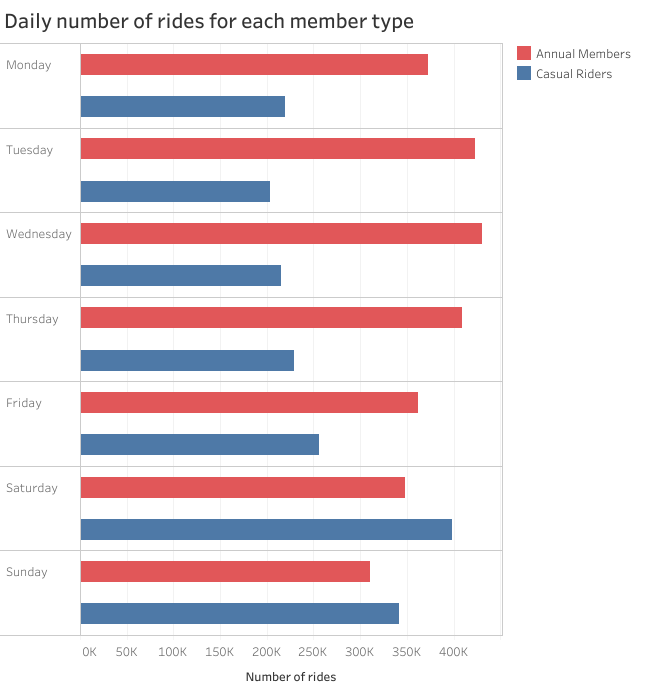 Daily number of rides for each member type
Annual Members
Casual Riders
Monday
Tuesday
Wednesday
Thursday
Friday
Saturday
Sunday
0K 50K 100K 150K 200K 250K 300K 350K 400K
Number of rides